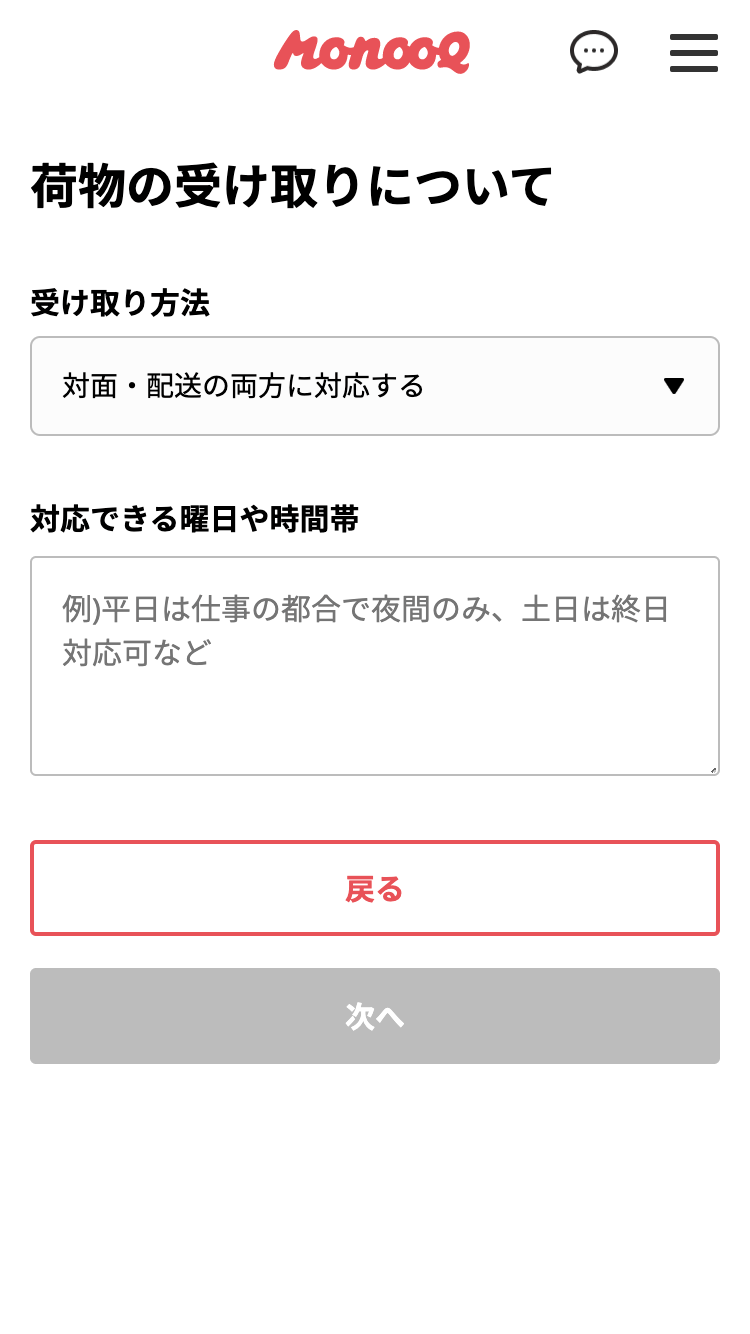 MonooQ
荷物の受け取りについて
受け取り方法
対面・配送の両方に対応する
対応できる曜日や時間帯
例)平日は仕事の都合で夜間のみ、土日は終日
対応可など
戻る
次へ